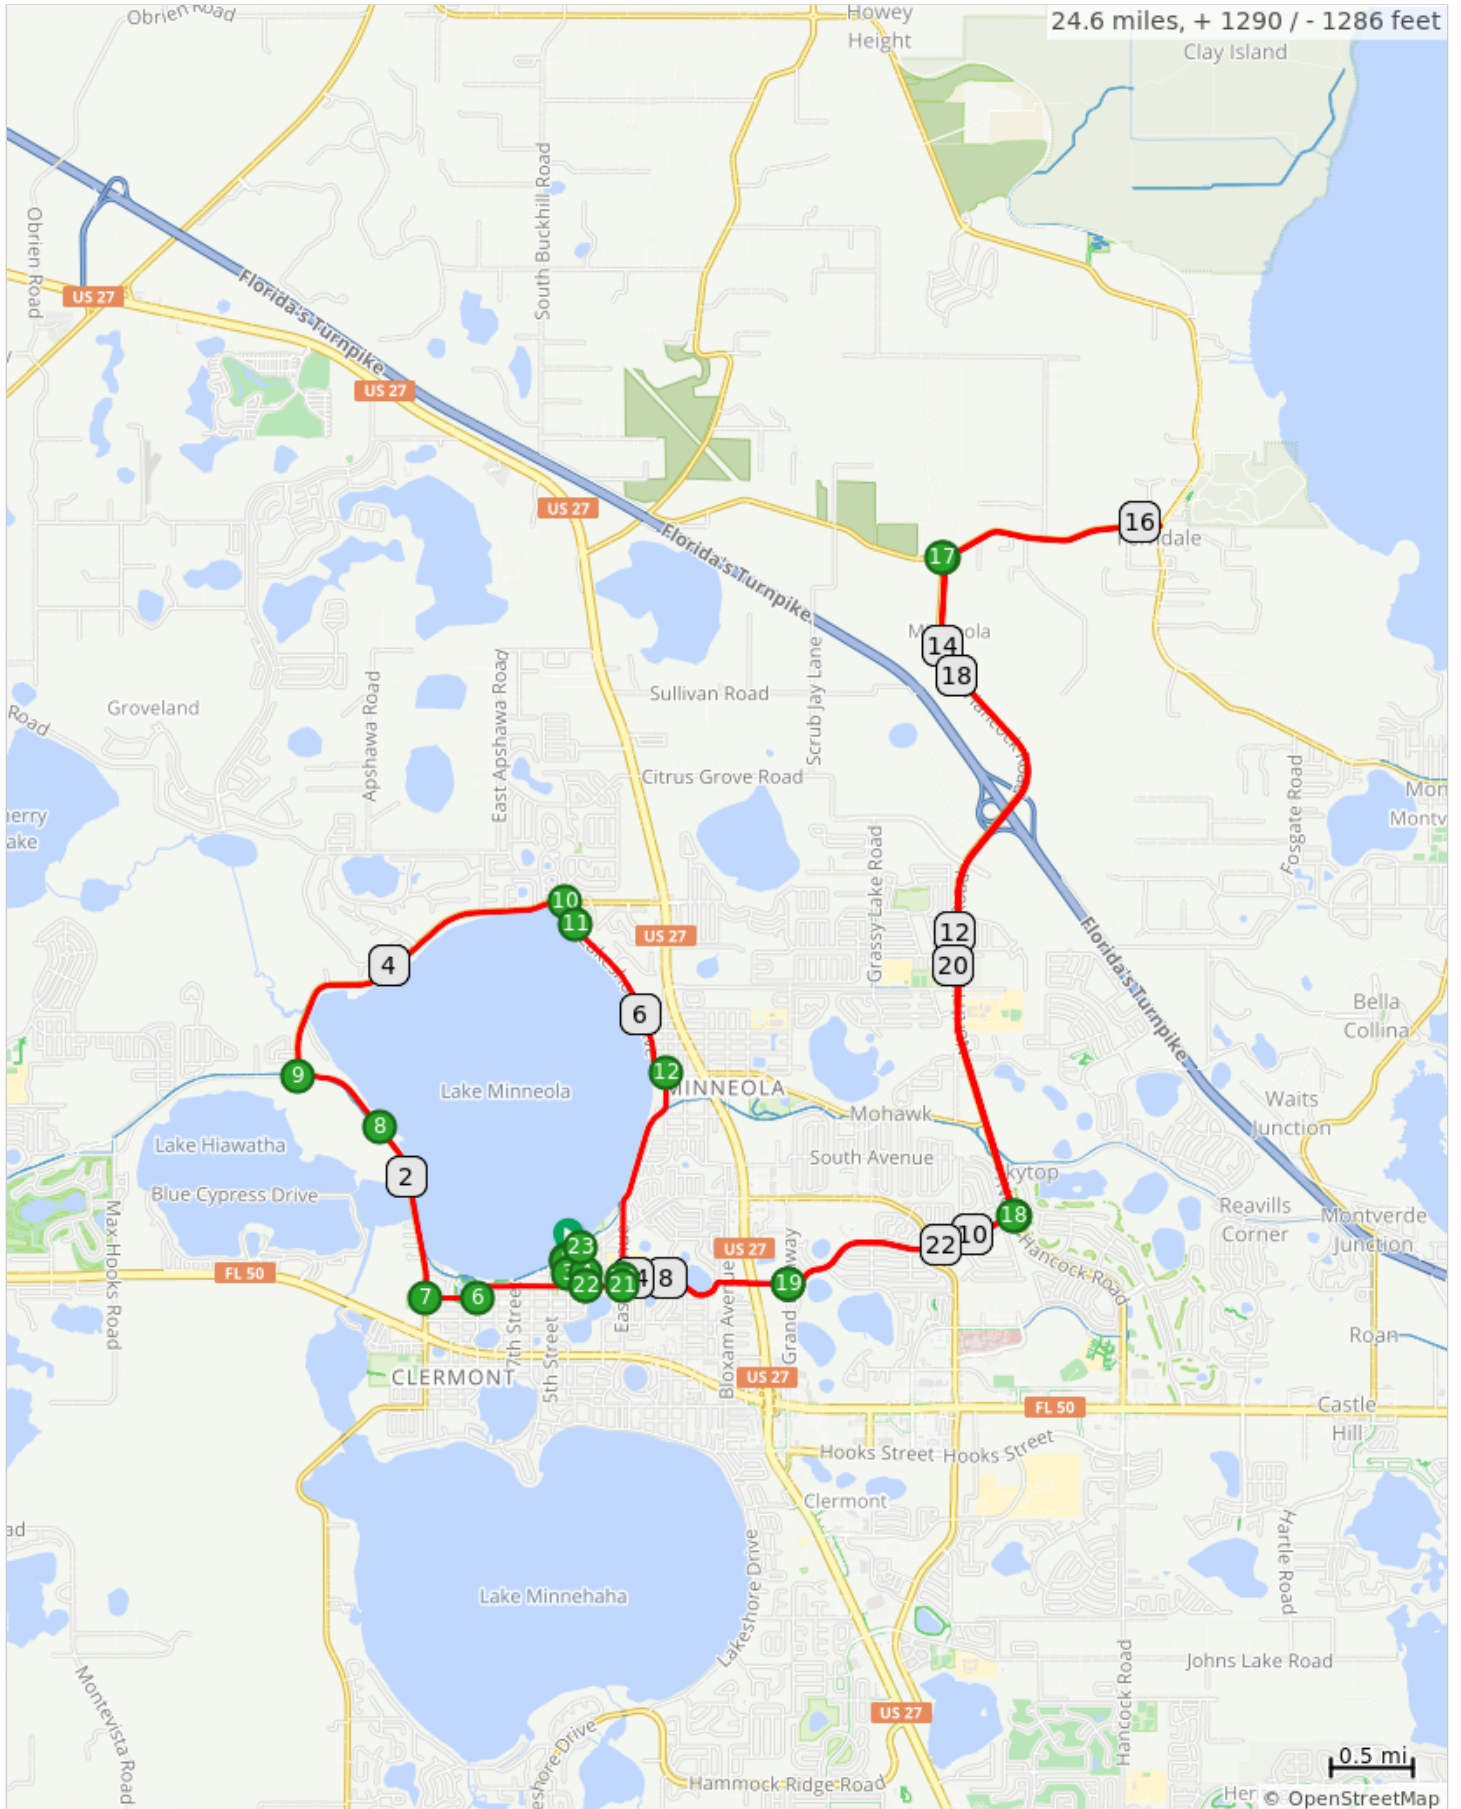 Obrien Road
Howey
Height
24.6 miles, + 1290 / - 1286 feet
Clay Island
South Buckhill Road
Obrien Road
Florida's Turnpike
US 27
US 27
US 27
Florida's Turnpike
16
17
14
18
Sullivan Road
Scrub Jay Lane
Groveland
Road
Apshawa Road
East Apshawa Road
Citrus Grove Road
Fosgate Road
Grassy Lake Road
10
11
US 27
12
20
Florida's Turnpike
4
6
Bella
Collina
9
12
Lake Minneola
MINNEOLA
8
Mohawk
Waits
Junction
Lake Hiawatha
South Avenue
2
Blue Cypress Drive
18
Reavills
Corner
Montverde
Junction
Max Hooks Road
23
22
10
US 27
Hancock Road
FL 50
7
6
22
21
8
19
7th Street
5th Street
Bloxam Avenue
Roan
CLERMONT
US 27
FL 50
Castle
Hill
Hooks Street
Hooks Street
Clermont
Lakeshore Drive
Hartle Road
Lake Minnehaha
Johns Lake Road
Hancock Road
Montevista Road
US 27
Hammock Ridge Road
0.5 mi
© OpenStreetMap